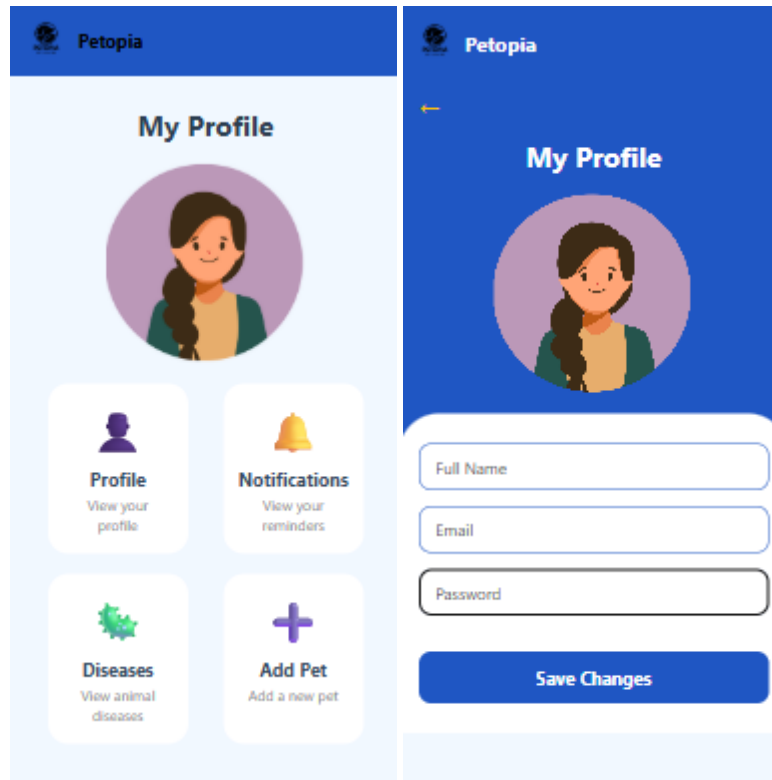 Petopia
My Profile
Profile
View your
profile
Notifications
View your
reminders
Diseases
View animal
diseases
Add Pet
Add a new pet
Petopia
←
My Profile
Full Name
Email
Password
Save Changes